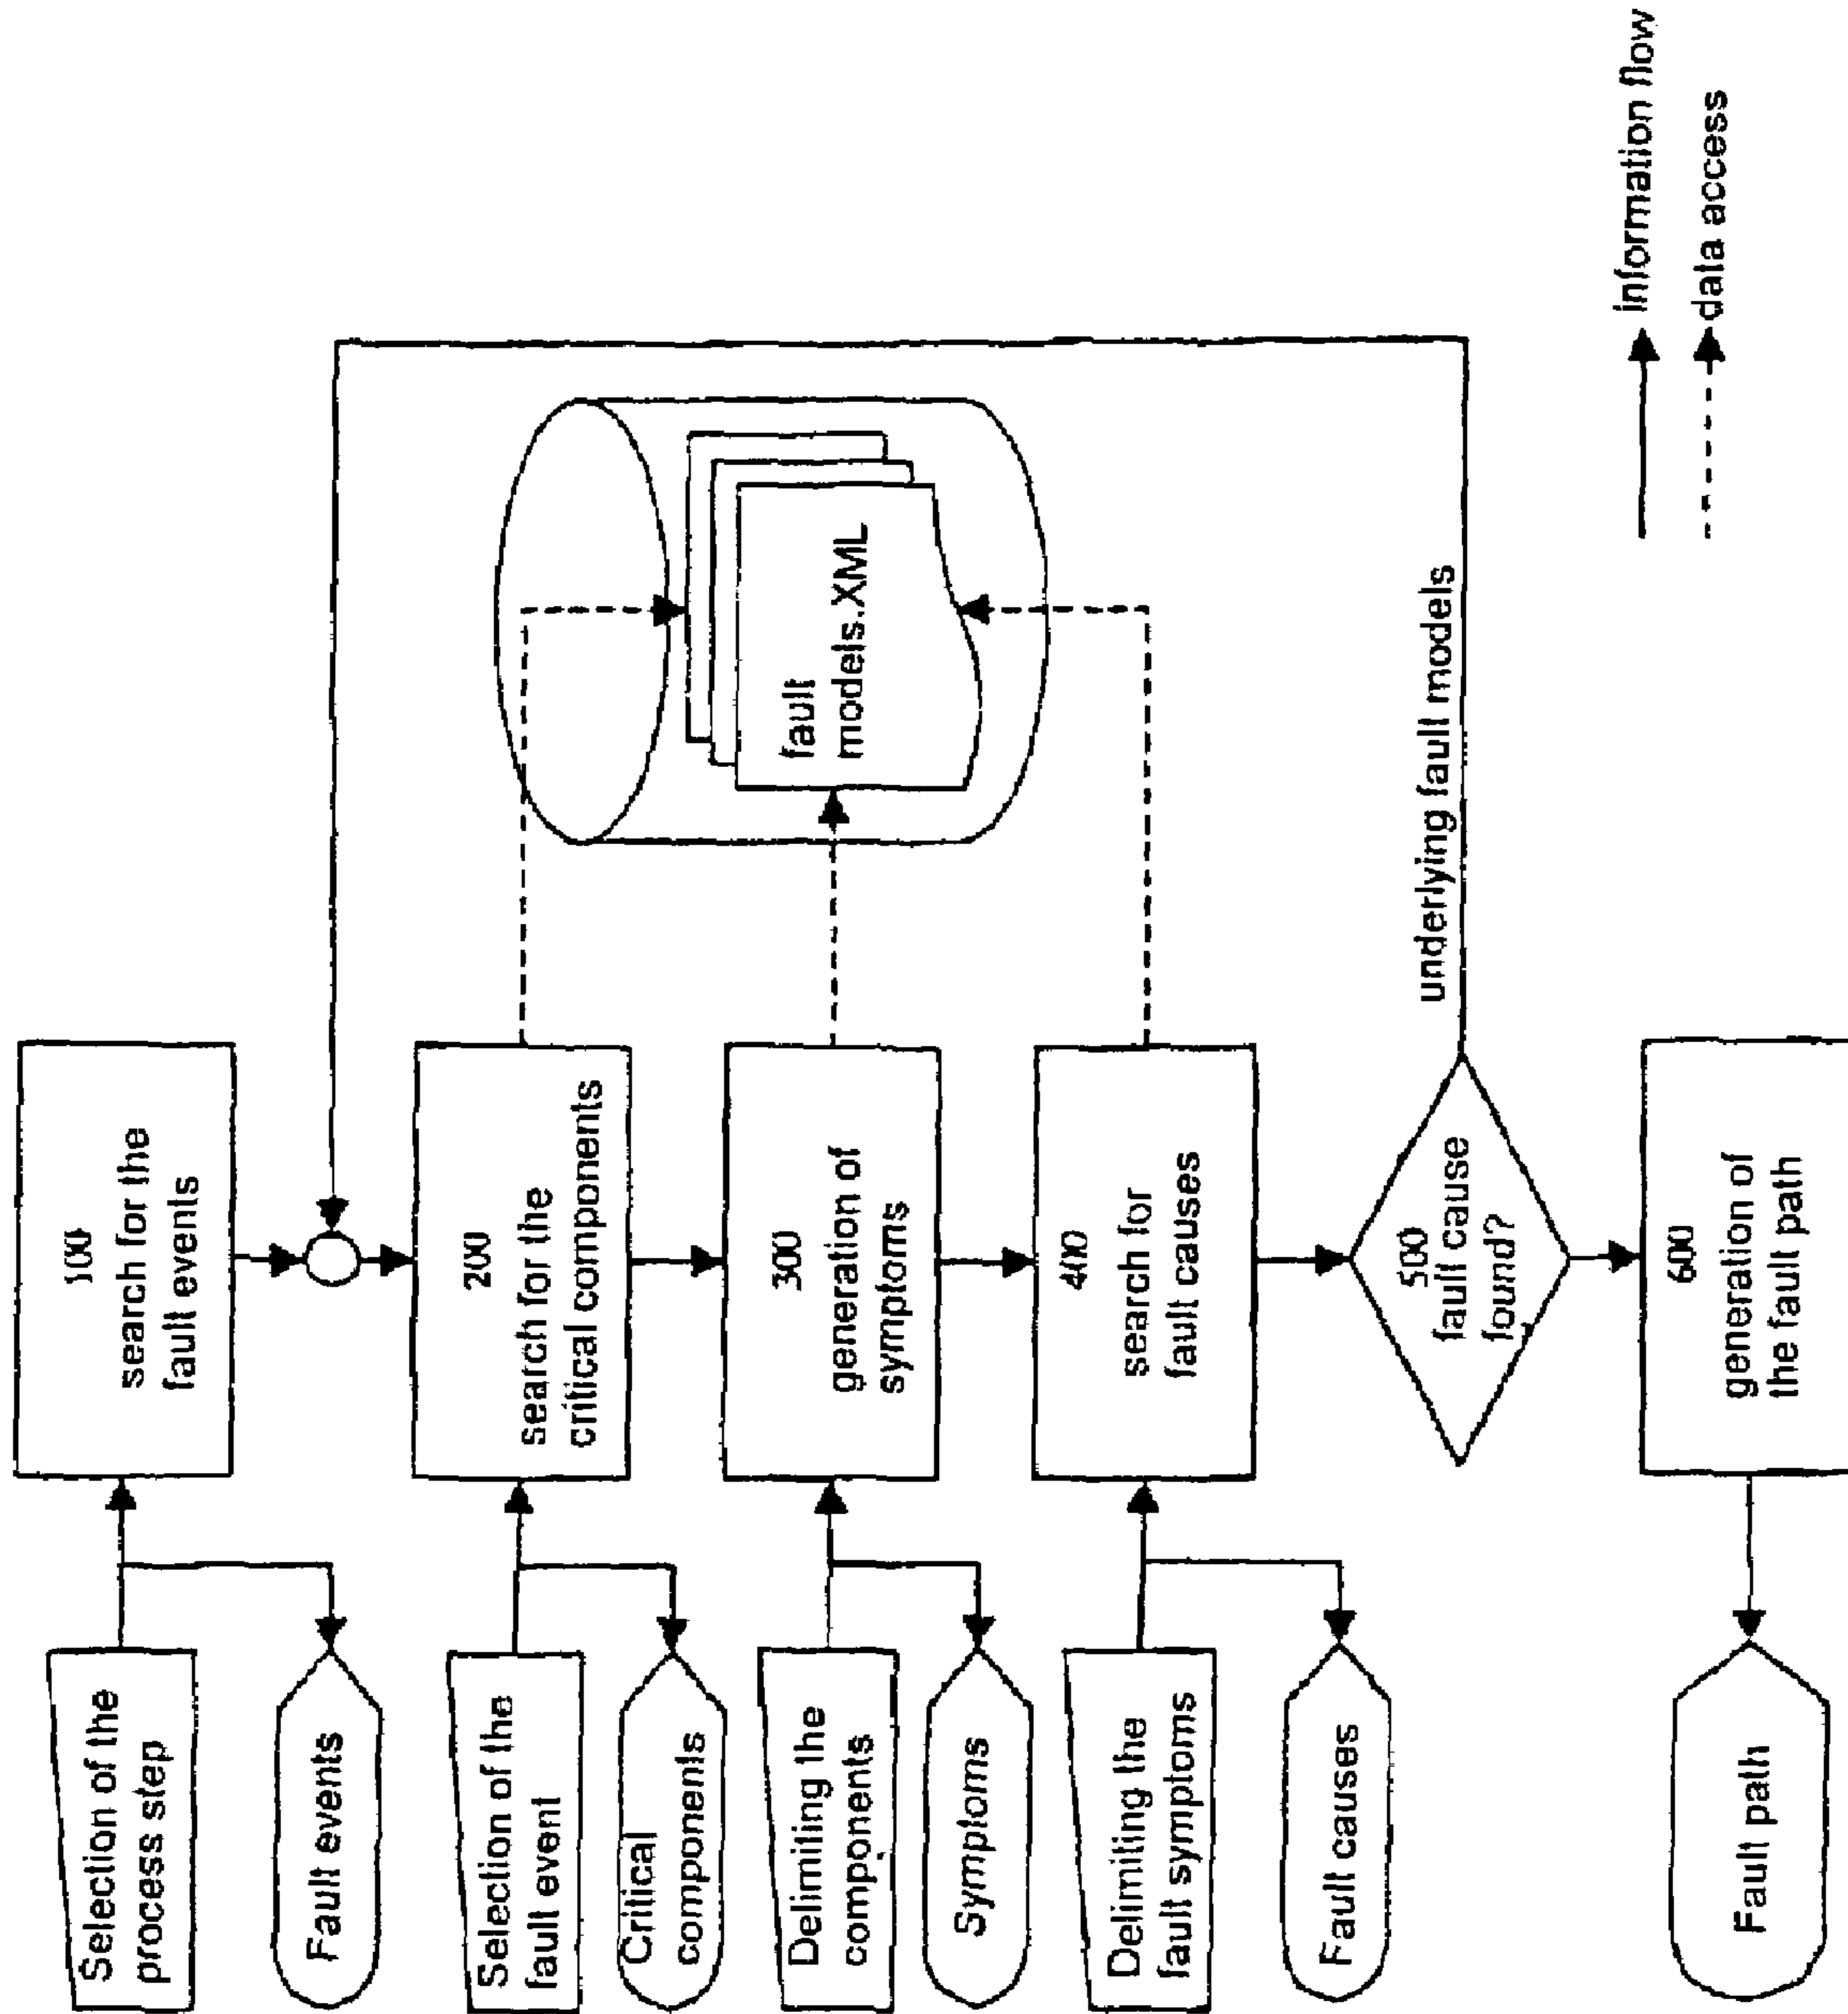 Selection of the
process step
Fault events
Selection of the
fault event
Critical
components
Delimiting the
components
Symptoms
Delimiting the
fault symptoms
Fault causes
Fault path
100
search for the
fault events
200
search for the
critical components
300
generation of
symptoms
400
search for
fault causes
500
fault cause
found?
600
generation of
the fault path
fault
models.XML
underlying fault models
information flow
data access